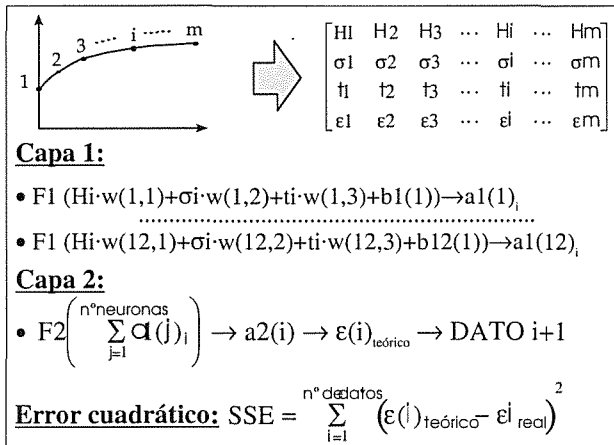 1 2 3 ····· i ····· m
H1 H2 H3 ··· Hi ··· Hm
σ1 σ2 σ3 ··· σi ··· σm
t1 t2 t3 ··· ti ··· tm
ε1 ε2 ε3 ··· εi ··· εm
Capa 1:
• F1 (Hi·w(1,1)+σi·w(1,2)+ti·w(1,3)+b1(1))→a1(1)i
• F1 (Hi·w(12,1)+σi·w(12,2)+ti·w(12,3)+b12(1))→a1(12)i
Capa 2:
• F2( nºneuronas ∑ j=1 a1(j)i ) → a2(i) → ε(i)teórico → DATO i+1
Error cuadrático: SSE = nº de datos ∑ i=1 (ε(i)teórico − εi real)²